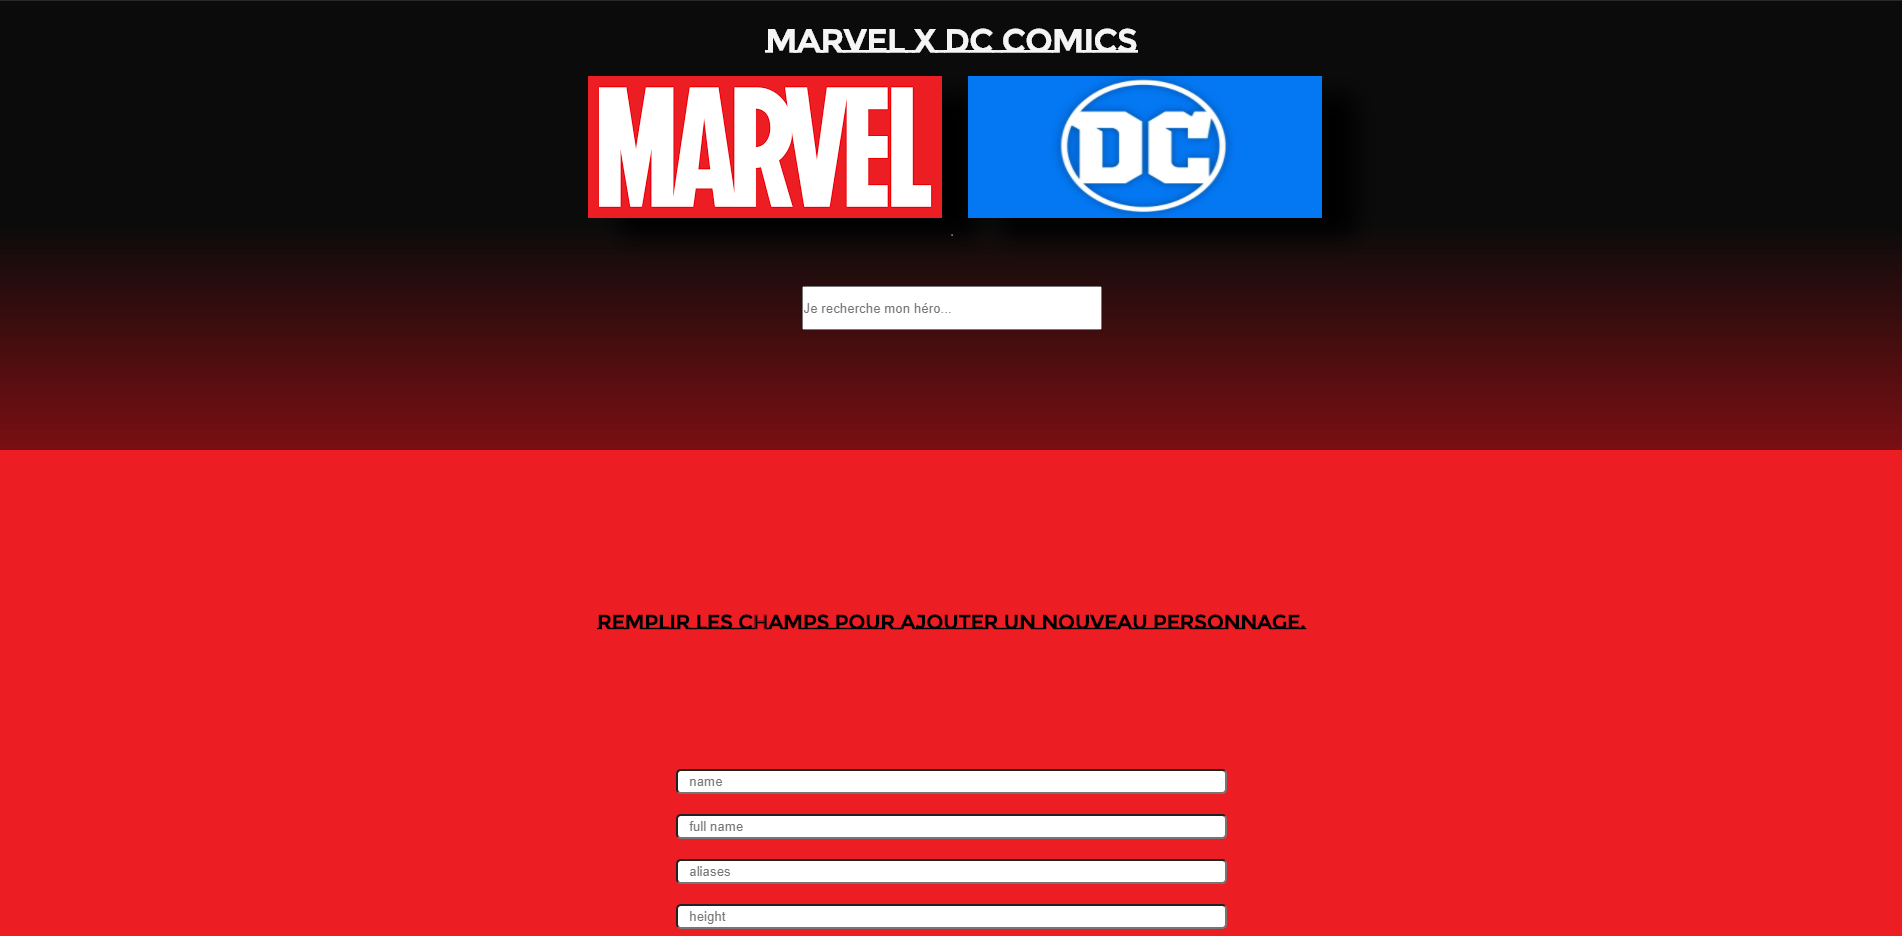 MARVEL X DC COMICS
MARVEL
DC
Je recherche mon héro...
REMPLIR LES CHAMPS POUR AJOUTER UN NOUVEAU PERSONNAGE.
name
full name
aliases
height